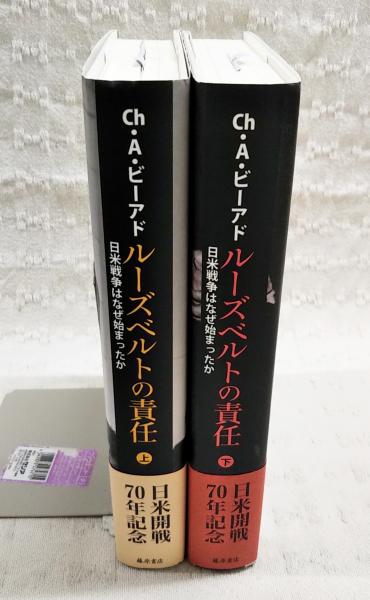 Ch・A・ビーアド
ルーズベルトの責任
日米戦争はなぜ始まったか
上
日米開戦
70年記念
藤原書店
Ch・A・ビーアド
ルーズベルトの責任
日米戦争はなぜ始まったか
下
日米開戦
70年記念
藤原書店